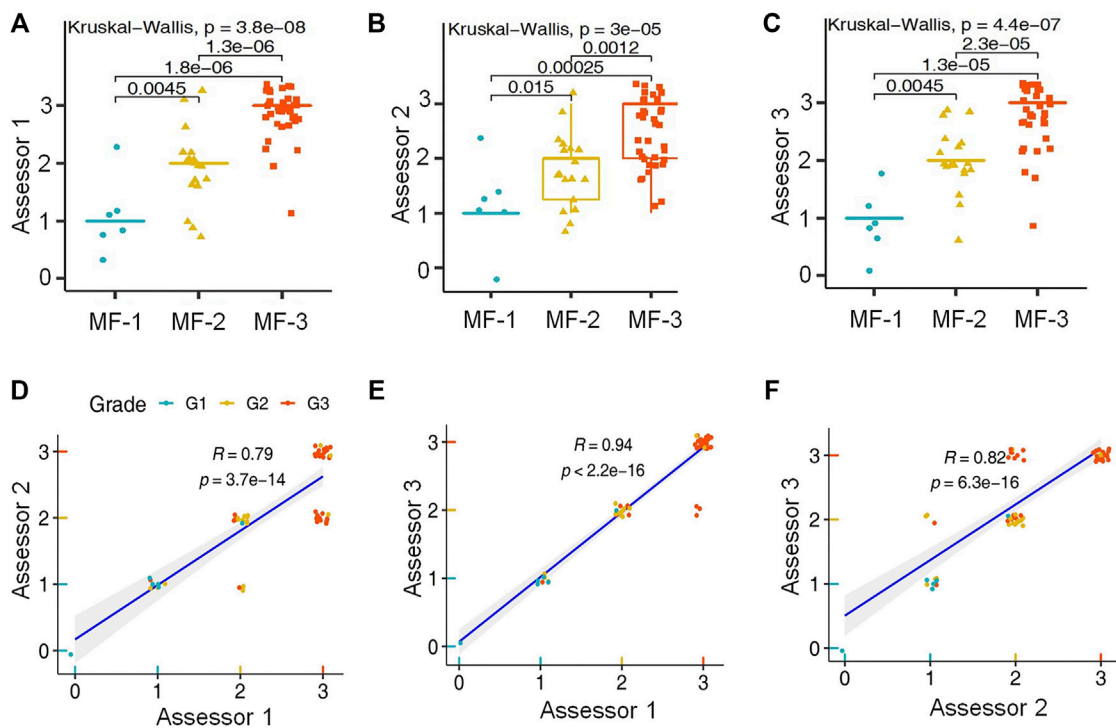 A
Kruskal−Wallis, p = 3.8e−08
1.3e−06
1.8e−06
0.0045
3
2
1
0
Assessor 1
MF-1 MF-2 MF-3
B
Kruskal−Wallis, p = 3e−05
0.0012
0.00025
0.015
3
2
1
0
Assessor 2
MF-1 MF-2 MF-3
C
Kruskal−Wallis, p = 4.4e−07
2.3e−05
1.3e−05
0.0045
3
2
1
0
Assessor 3
MF-1 MF-2 MF-3
D
Grade G1 G2 G3
R = 0.79
p = 3.7e−14
3
2
1
0
Assessor 2
0 1 2 3
Assessor 1
E
R = 0.94
p < 2.2e−16
3
2
1
0
Assessor 3
0 1 2 3
Assessor 1
F
R = 0.82
p = 6.3e−16
3
2
1
0
Assessor 3
0 1 2 3
Assessor 2